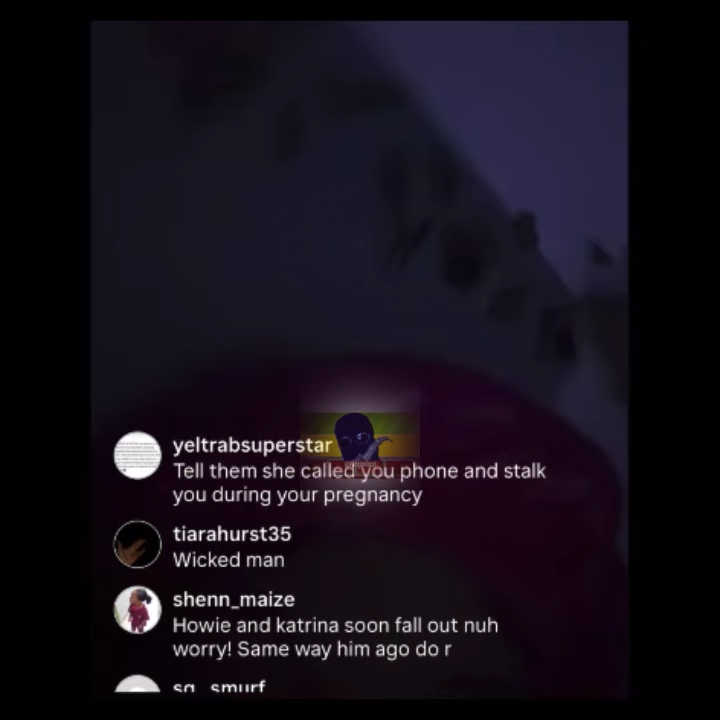 yeltrabsuperstar
Tell them she called you phone and stalk
you during your pregnancy
tiarahurst35
Wicked man
shenn_maize
Howie and katrina soon fall out nuh
worry! Same way him ago do r
sg_smurf